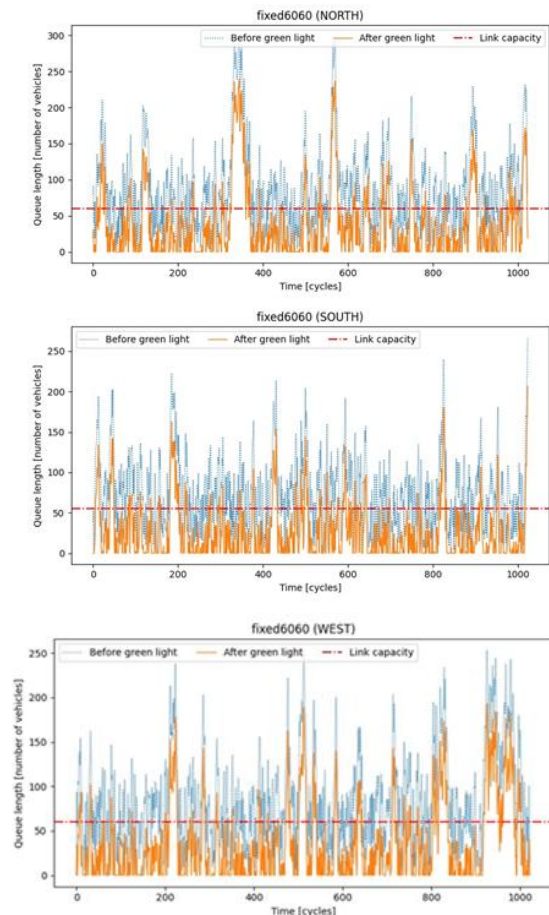 fixed6060 (NORTH)
Before green light After green light Link capacity
Queue length [number of vehicles]
300
250
200
150
100
50
0
0 200 400 600 800 1000
Time [cycles]
fixed6060 (SOUTH)
Before green light After green light Link capacity
Queue length [number of vehicles]
250
200
150
100
50
0
0 200 400 600 800 1000
Time [cycles]
fixed6060 (WEST)
Before green light After green light Link capacity
Queue length [number of vehicles]
250
200
150
100
50
0
0 200 400 600 800 1000
Time [cycles]